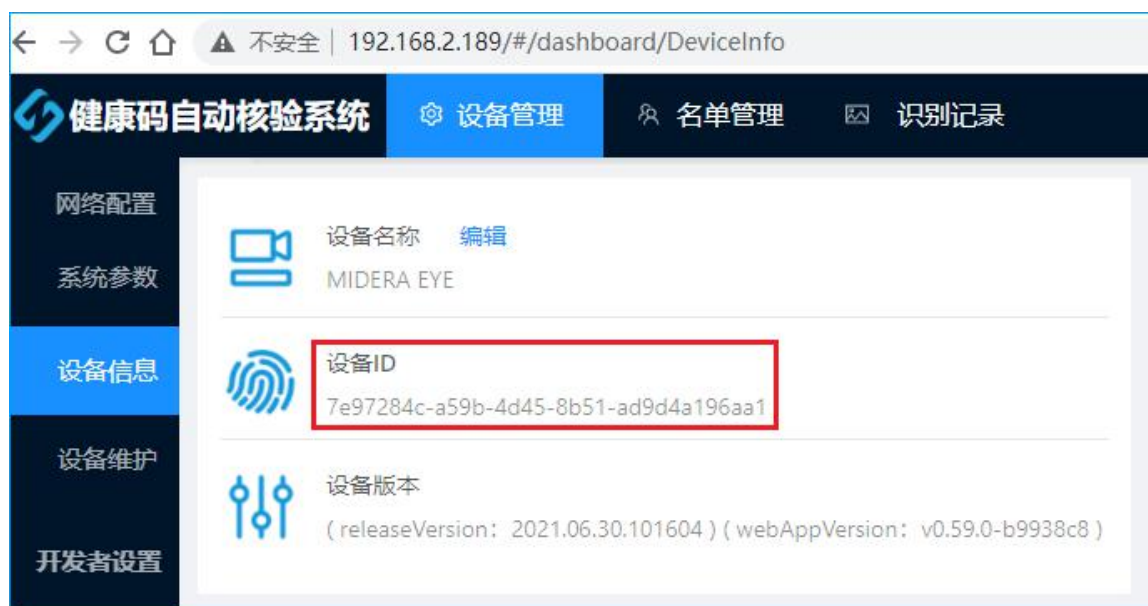 不安全 | 192.168.2.189/#/dashboard/DeviceInfo
健康码自动核验系统 设备管理 名单管理 识别记录
网络配置
系统参数
设备信息
设备维护
开发者设置
设备名称 编辑
MIDERA EYE
设备ID
7e97284c-a59b-4d45-8b51-ad9d4a196aa1
设备版本
( releaseVersion：2021.06.30.101604 ) ( webAppVersion：v0.59.0-b9938c8 )